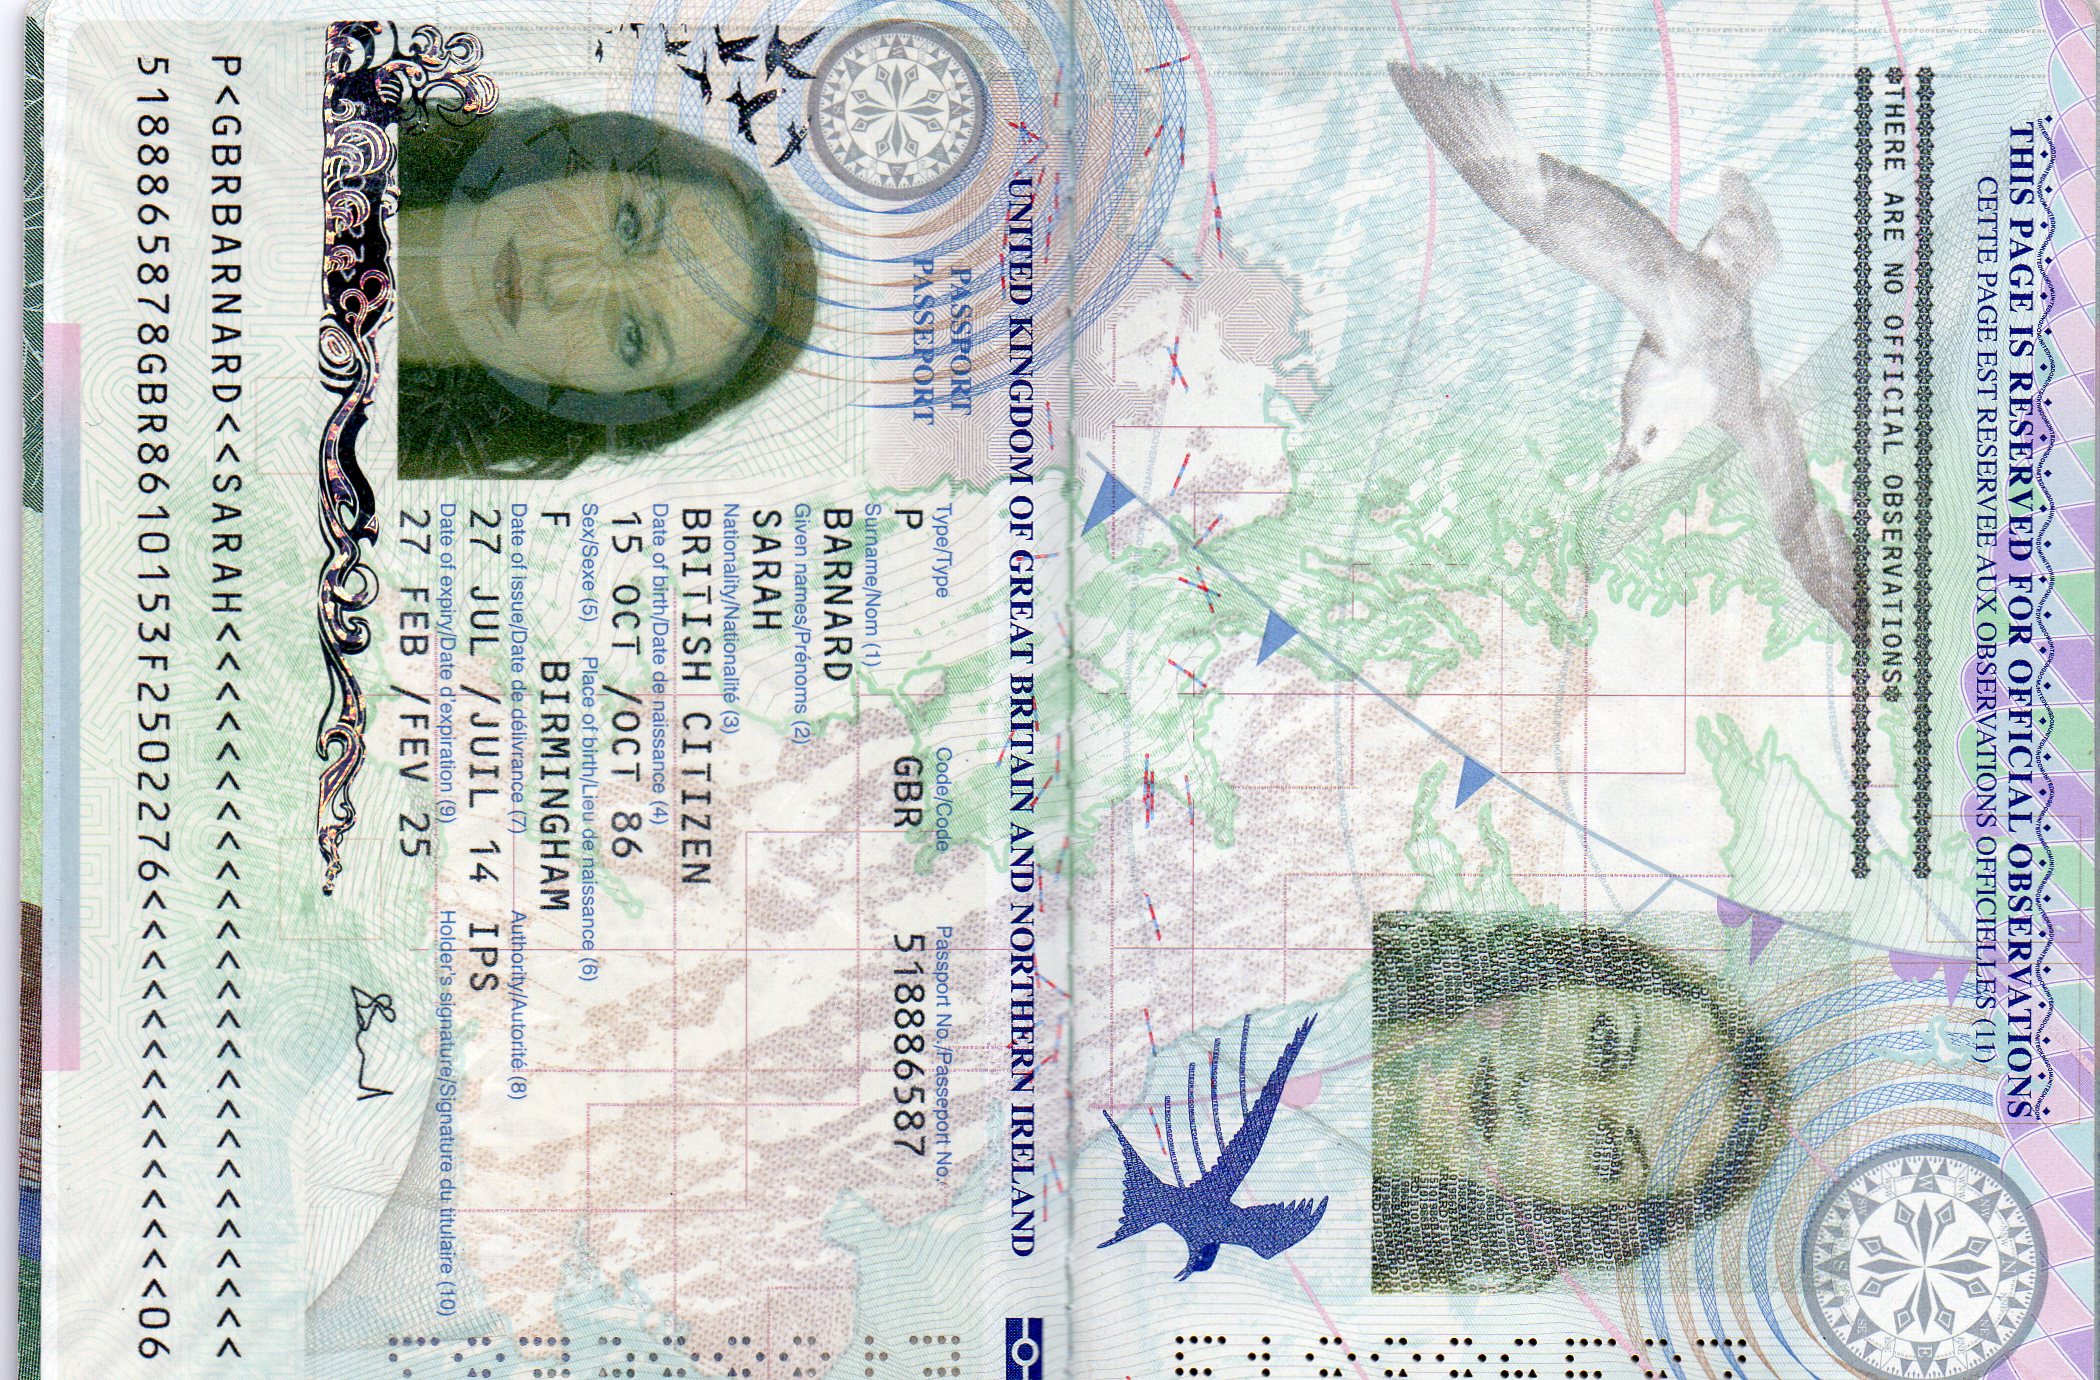 THIS PAGE IS RESERVED FOR OFFICIAL OBSERVATIONS
CETTE PAGE EST RESERVEE AUX OBSERVATIONS OFFICIELLES (11)
*THERE ARE NO OFFICIAL OBSERVATIONS*
UNITED KINGDOM OF GREAT BRITAIN AND NORTHERN IRELAND
PASSPORT
PASSEPORT
Type/Type Code/Code Passport No./Passeport No.
P GBR 518886587
Surname/Nom (1)
BARNARD
Given names/Prénoms (2)
SARAH
Nationality/Nationalité (3)
BRITISH CITIZEN
Date of birth/Date de naissance (4)
15 OCT /OCT 86
Sex/Sexe (5) Place of birth/Lieu de naissance (6)
F BIRMINGHAM
Date of issue/Date de délivrance (7) Authority/Autorité (8)
27 JUL /JUIL 14 IPS
Date of expiry/Date d'expiration (9) Holder's signature/Signature du titulaire (10)
27 FEB /FEV 25
P<GBRBARNARD<<SARAH<<<<<<<<<<<<<<<<<<<<<<<<<
5188865878GBR8610153F2502276<<<<<<<<<<<<<<06